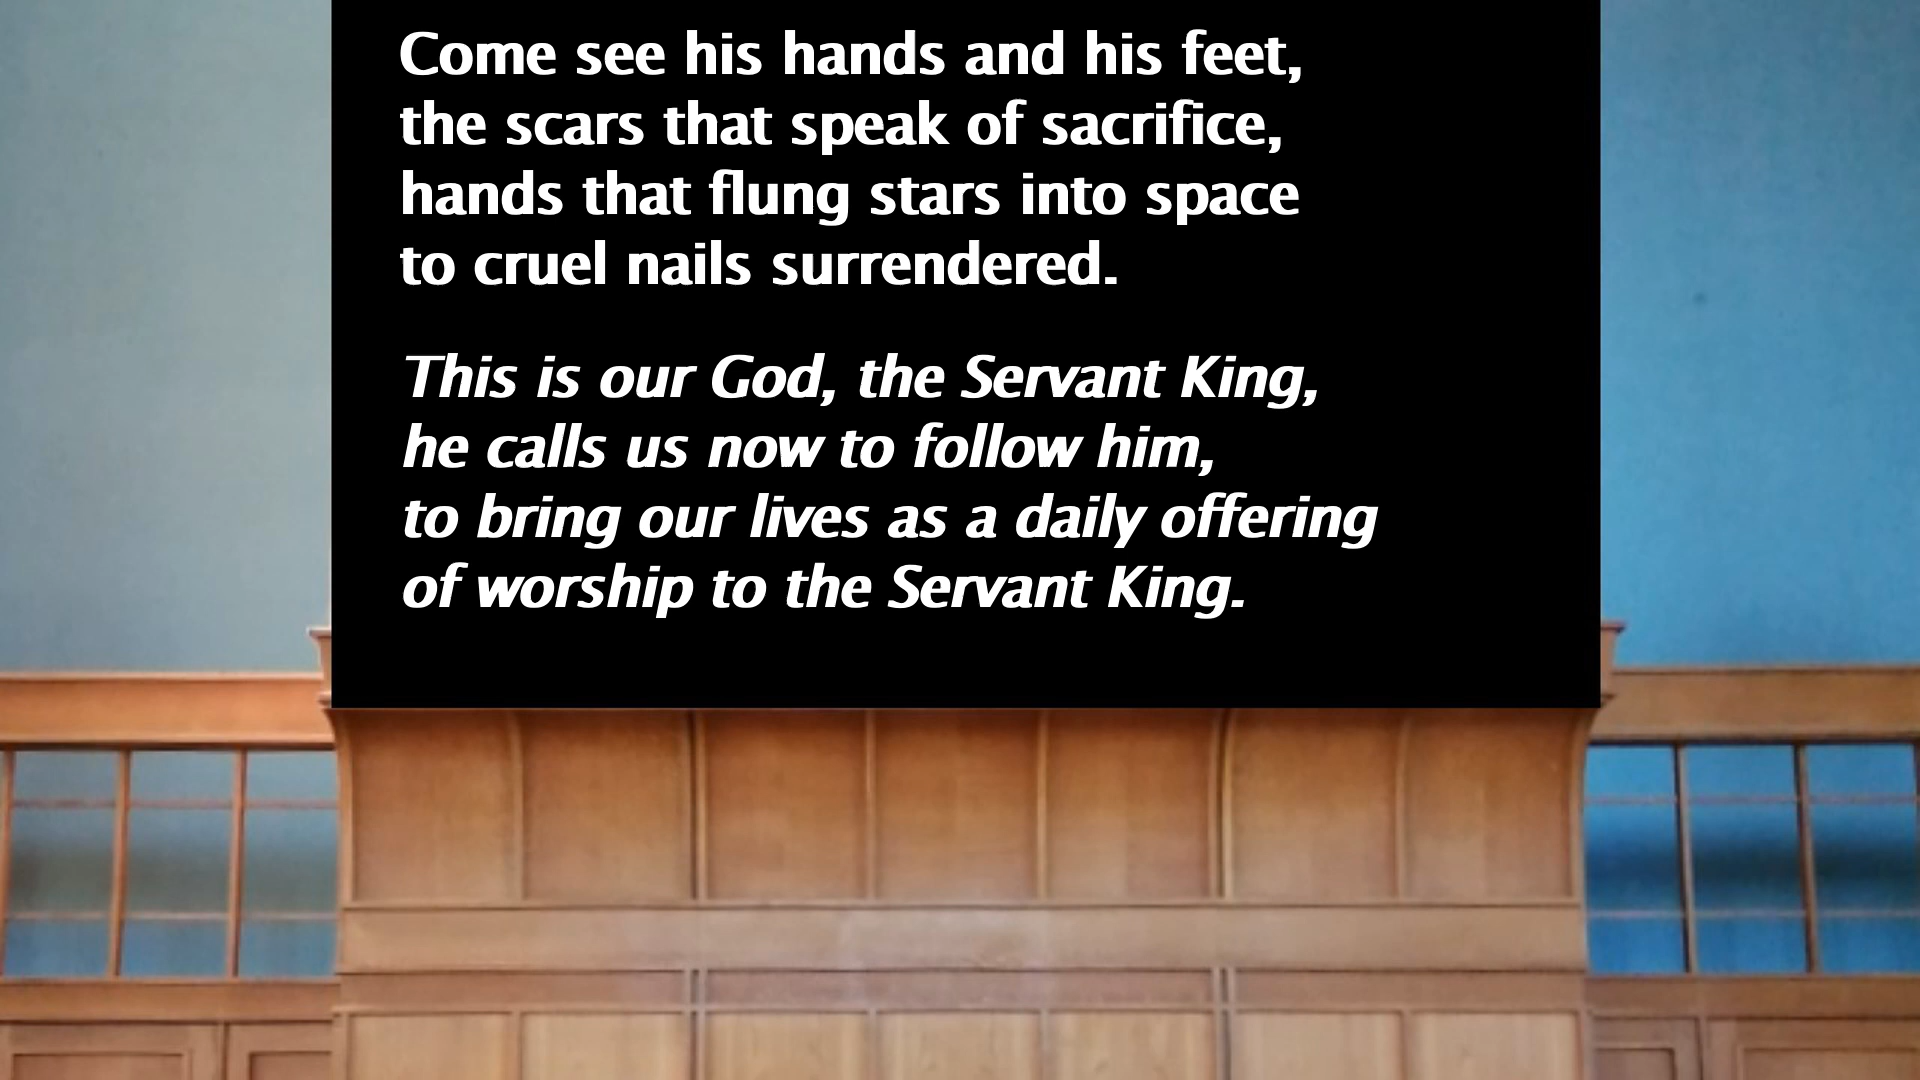 Come see his hands and his feet,
the scars that speak of sacrifice,
hands that flung stars into space
to cruel nails surrendered.
This is our God, the Servant King,
he calls us now to follow him,
to bring our lives as a daily offering
of worship to the Servant King.